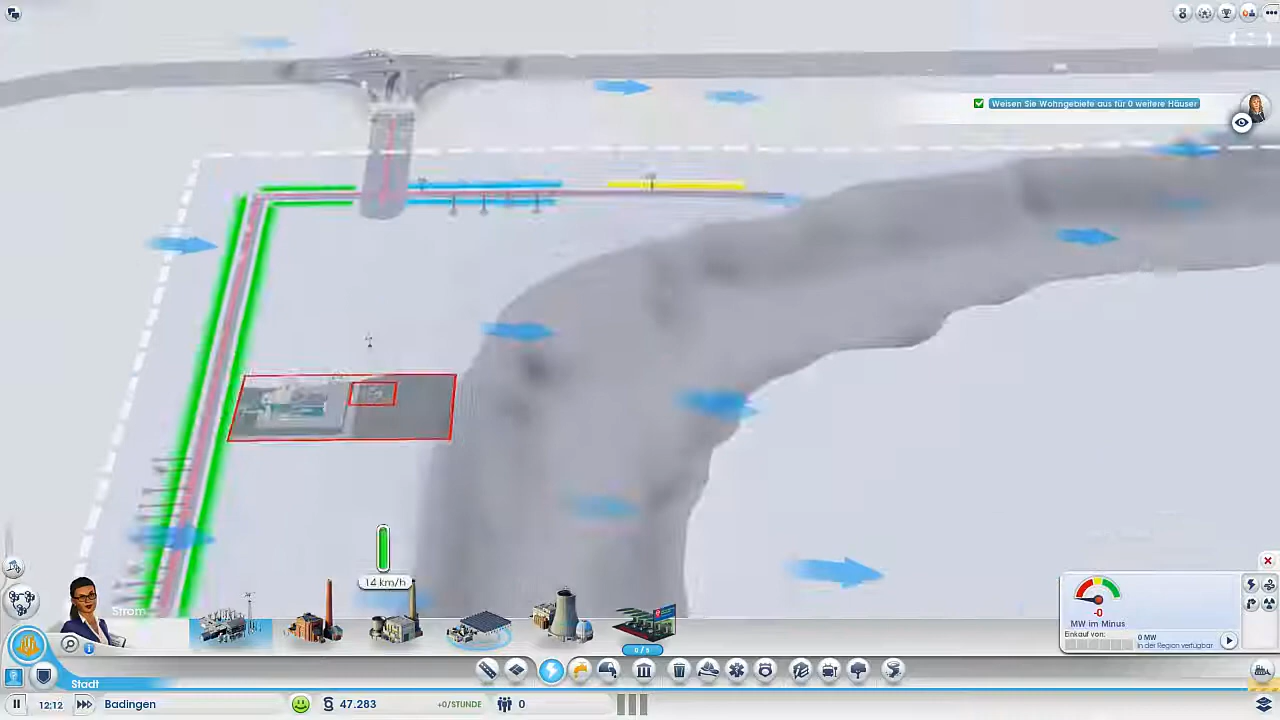 Weisen Sie Wohngebiete aus für 0 weitere Häuser
14 km/h
Strom
-0
MW im Minus
Einkauf von:
0 MW
in der Region verfügbar
0 / 5
Stadt
12:12
Badingen
47.283
+0/STUNDE
0